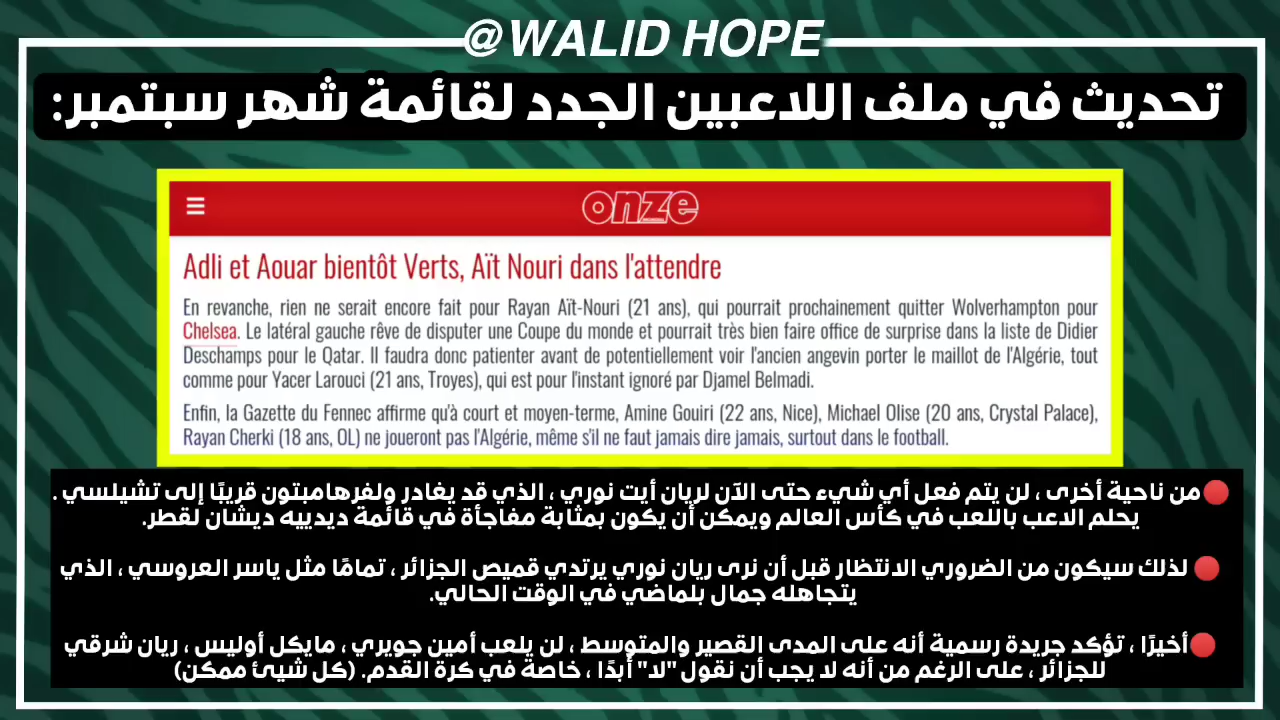 @WALID HOPE
تحديث في ملف اللاعبين الجدد لقائمة شهر سبتمبر:
onze
Adli et Aouar bientôt Verts, Aït Nouri dans l'attendre
En revanche, rien ne serait encore fait pour Rayan Aït-Nouri (21 ans), qui pourrait prochainement quitter Wolverhampton pour
Chelsea. Le latéral gauche rêve de disputer une Coupe du monde et pourrait très bien faire office de surprise dans la liste de Didier
Deschamps pour le Qatar. Il faudra donc patienter avant de potentiellement voir l'ancien angevin porter le maillot de l'Algérie, tout
comme pour Yacer Larouci (21 ans, Troyes), qui est pour l'instant ignoré par Djamel Belmadi.
Enfin, la Gazette du Fennec affirme qu'à court et moyen-terme, Amine Gouiri (22 ans, Nice), Michael Olise (20 ans, Crystal Palace),
Rayan Cherki (18 ans, OL) ne joueront pas l'Algérie, même s'il ne faut jamais dire jamais, surtout dans le football.
من ناحية أخرى ، لن يتم فعل أي شيء حتى الآن لريان أيت نوري ، الذي قد يغادر ولفرهامبتون قريبًا إلى تشيلسي .
يحلم الاعب باللعب في كأس العالم ويمكن أن يكون بمثابة مفاجأة في قائمة ديدييه ديشان لقطر.
لذلك سيكون من الضروري الانتظار قبل أن نرى ريان نوري يرتدي قميص الجزائر ، تمامًا مثل ياسر العروسي ، الذي
يتجاهله جمال بلماضي في الوقت الحالي.
أخيرًا ، تؤكد جريدة رسمية أنه على المدى القصير والمتوسط ، لن يلعب أمين جويري ، مايكل أوليس ، ريان شرقي
للجزائر ، على الرغم من أنه لا يجب أن نقول "لا" أبدًا ، خاصة في كرة القدم. (كل شيئ ممكن)